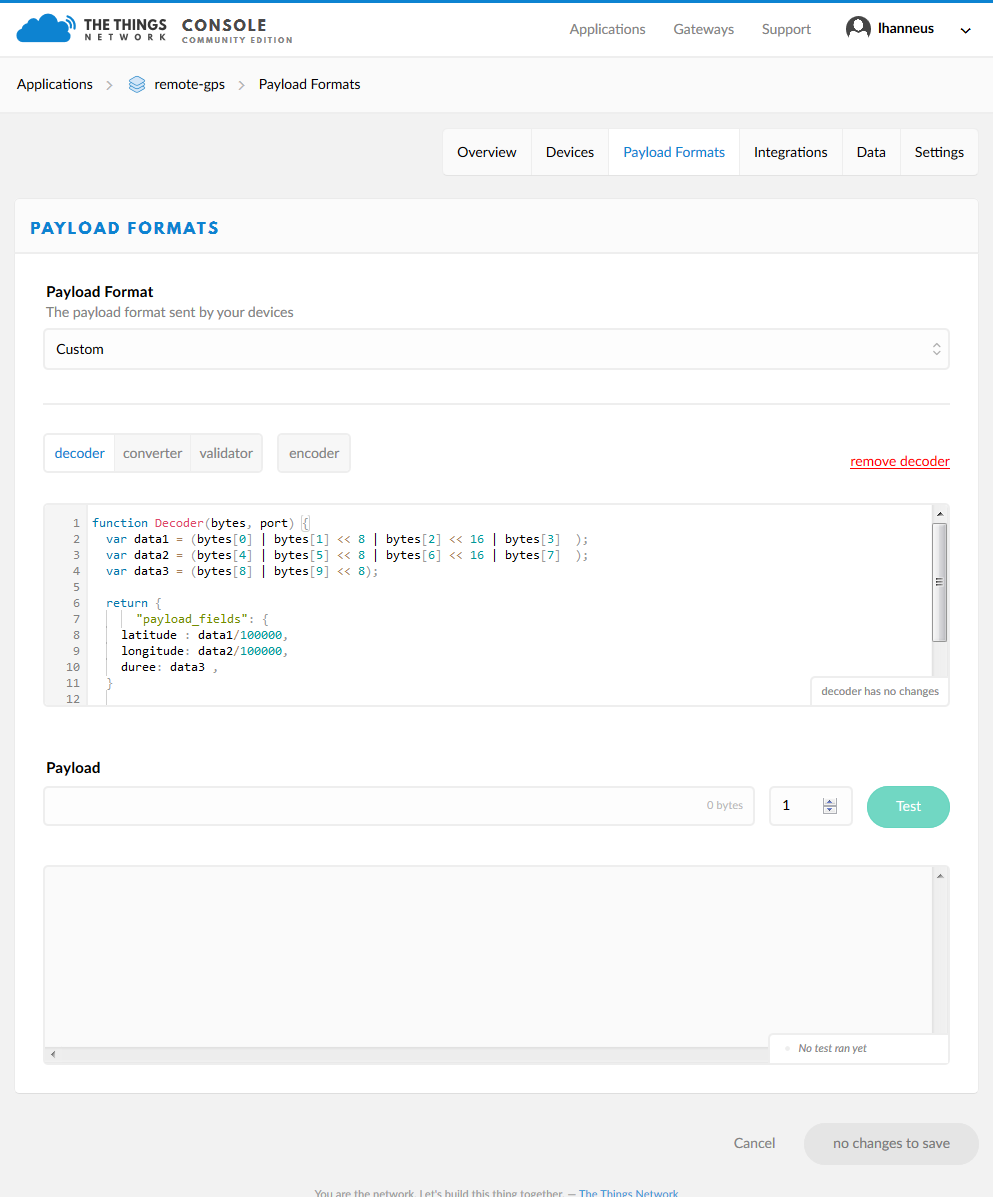 THE THINGS NETWORK CONSOLE COMMUNITY EDITION
Applications Gateways Support lhanneus
Applications > remote-gps > Payload Formats
Overview Devices Payload Formats Integrations Data Settings
PAYLOAD FORMATS
Payload Format
The payload format sent by your devices
Custom
decoder converter validator encoder
remove decoder
1 function Decoder(bytes, port) {
2 var data1 = (bytes[0] | bytes[1] << 8 | bytes[2] << 16 | bytes[3] );
3 var data2 = (bytes[4] | bytes[5] << 8 | bytes[6] << 16 | bytes[7] );
4 var data3 = (bytes[8] | bytes[9] << 8);
5
6 return {
7 "payload_fields": {
8 latitude : data1/100000,
9 longitude: data2/100000,
10 duree: data3 ,
11 }
12
decoder has no changes
Payload
0 bytes 1 Test
No test ran yet
Cancel no changes to save
You are the network. Let's build this thing together. — The Things Network